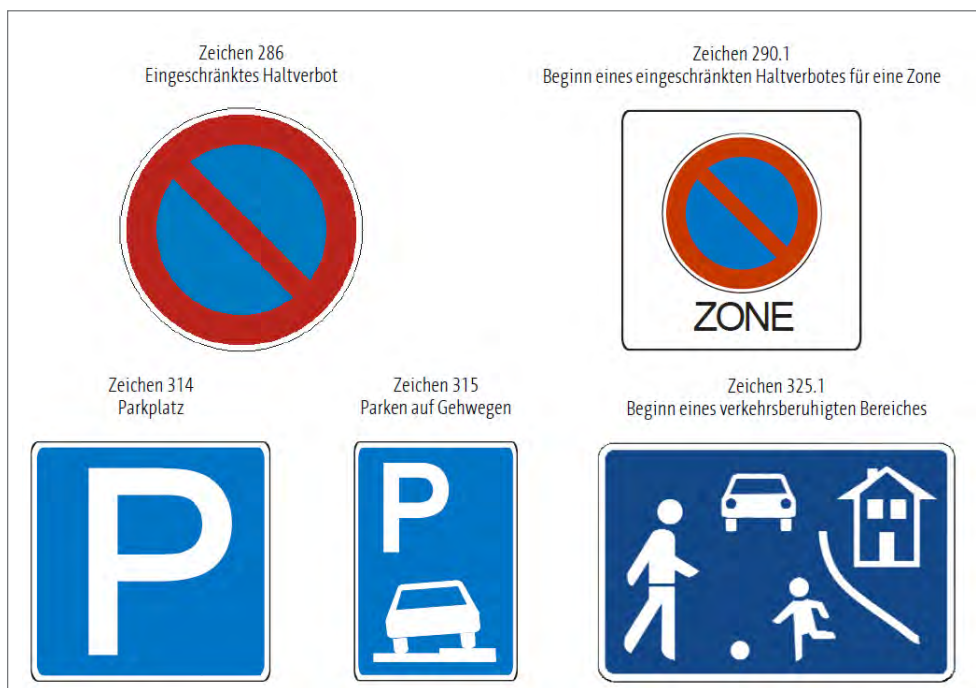 Zeichen 286
Eingeschränktes Haltverbot
Zeichen 290.1
Beginn eines eingeschränkten Haltverbotes für eine Zone
ZONE
Zeichen 314
Parkplatz
P
Zeichen 315
Parken auf Gehwegen
P
Zeichen 325.1
Beginn eines verkehrsberuhigten Bereiches